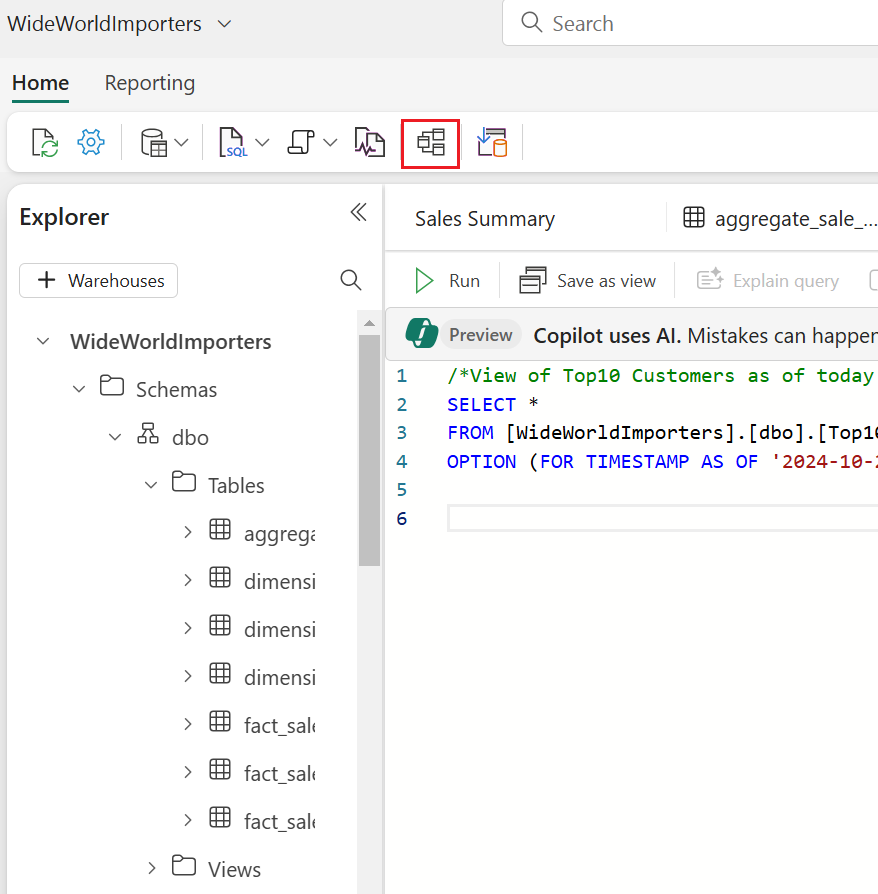 WideWorldImporters
Search
Home Reporting
SQL
Explorer
+ Warehouses
WideWorldImporters
Schemas
dbo
Tables
aggrega
dimensi
dimensi
dimensi
fact_sale
fact_sale
fact_sale
Views
Sales Summary aggregate_sale_...
Run Save as view Explain query
Preview Copilot uses AI. Mistakes can happen
1 /*View of Top10 Customers as of today
2 SELECT *
3 FROM [WideWorldImporters].[dbo].[Top10
4 OPTION (FOR TIMESTAMP AS OF '2024-10-2
5
6